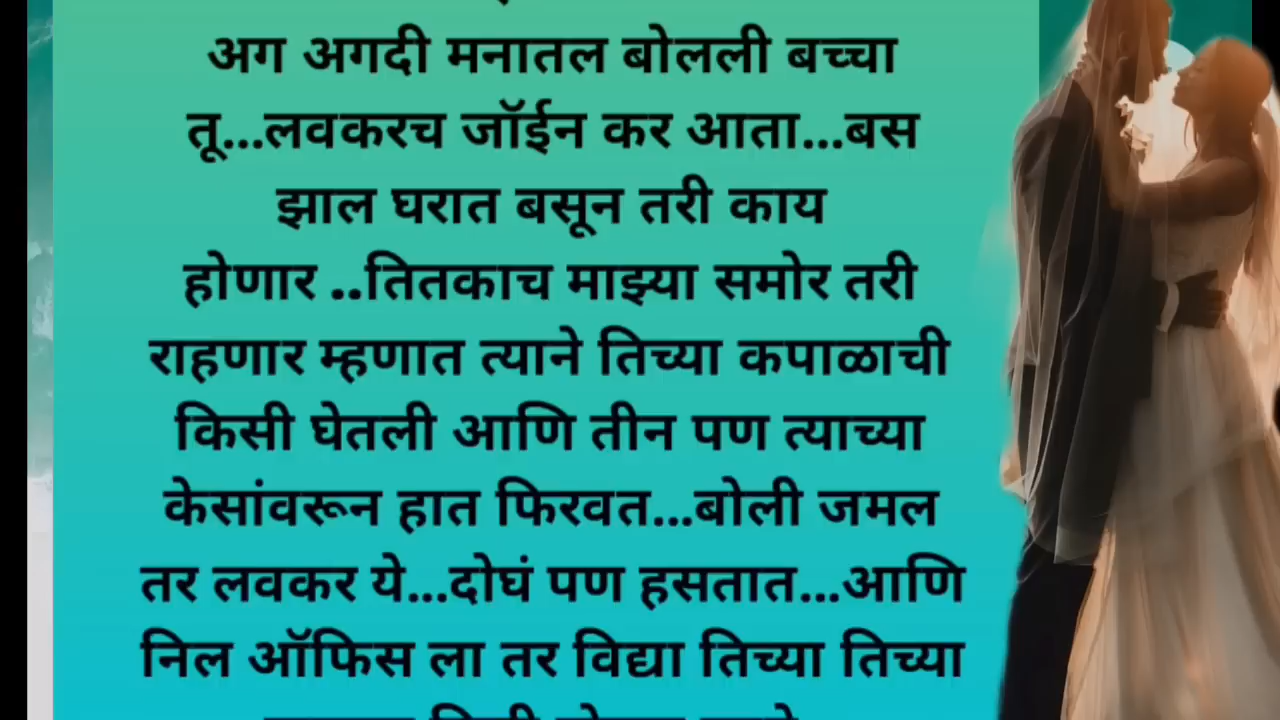 अग अगदी मनातल बोलली बच्चा
तू...लवकरच जॉईन कर आता...बस
झाल घरात बसून तरी काय
होणार ..तितकाच माझ्या समोर तरी
राहणार म्हणात त्याने तिच्या कपाळाची
किसी घेतली आणि तीन पण त्याच्या
केसांवरून हात फिरवत...बोली जमल
तर लवकर ये...दोघं पण हसतात...आणि
निल ऑफिस ला तर विद्या तिच्या तिच्या